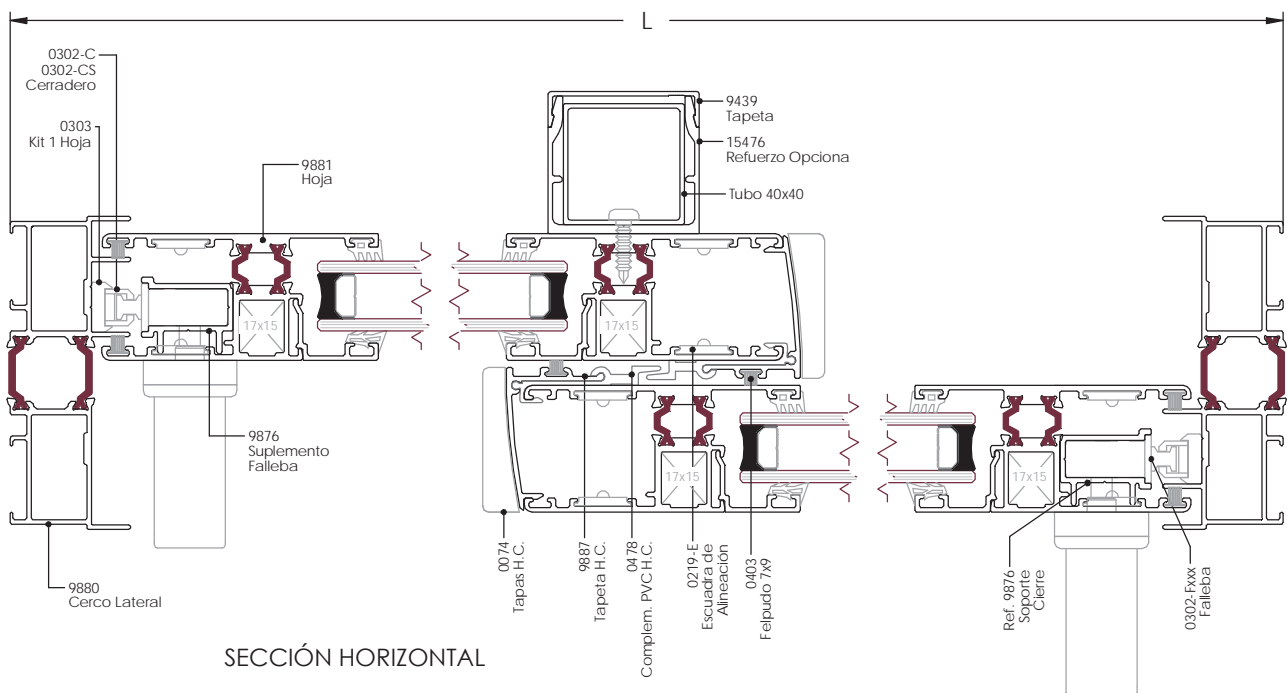 L
0302-C
0302-CS
Cerradero
0303
Kit 1 Hoja
9881
Hoja
9439
Tapeta
15476
Refuerzo Opciona
Tubo 40x40
17x15
17x15
17x15
17x15
9876
Suplemento
Falleba
9880
Cerco Lateral
0074
Tapas H.C.
9887
Tapeta H.C.
0478
Complem. PVC H.C.
0219-E
Escuadra de
Alineación
0403
Felpudo 7x9
Ref. 9876
Soporte
Cierre
0302-Fxxx
Falleba
SECCIÓN HORIZONTAL